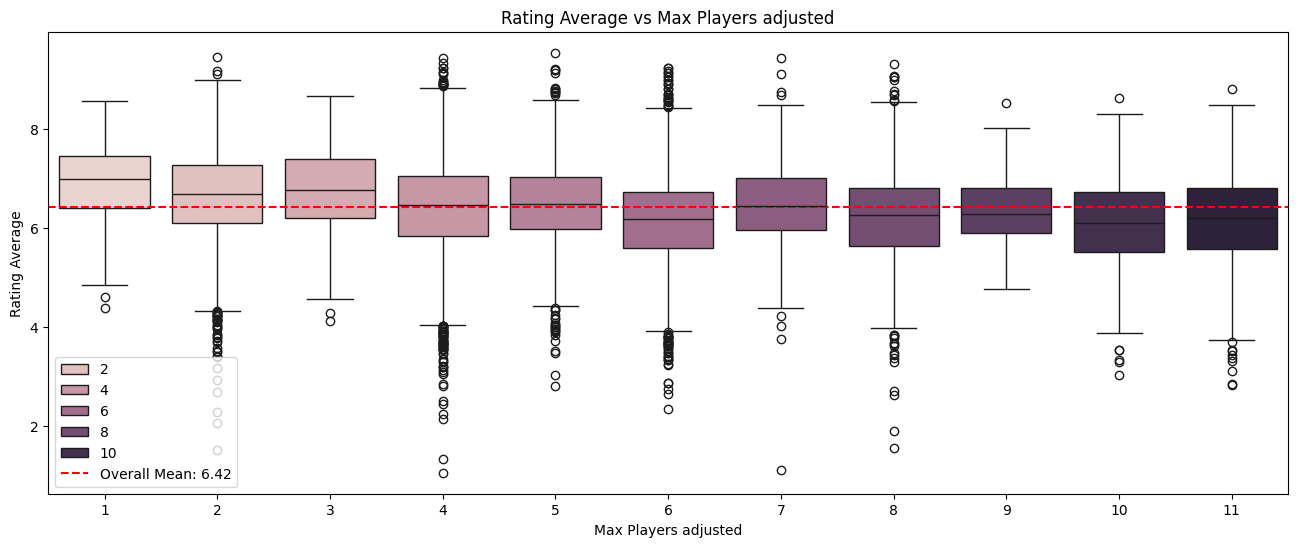 Rating Average vs Max Players adjusted
Rating Average
8
6
4
2
2
4
6
8
10
Overall Mean: 6.42
1 2 3 4 5 6 7 8 9 10 11
Max Players adjusted